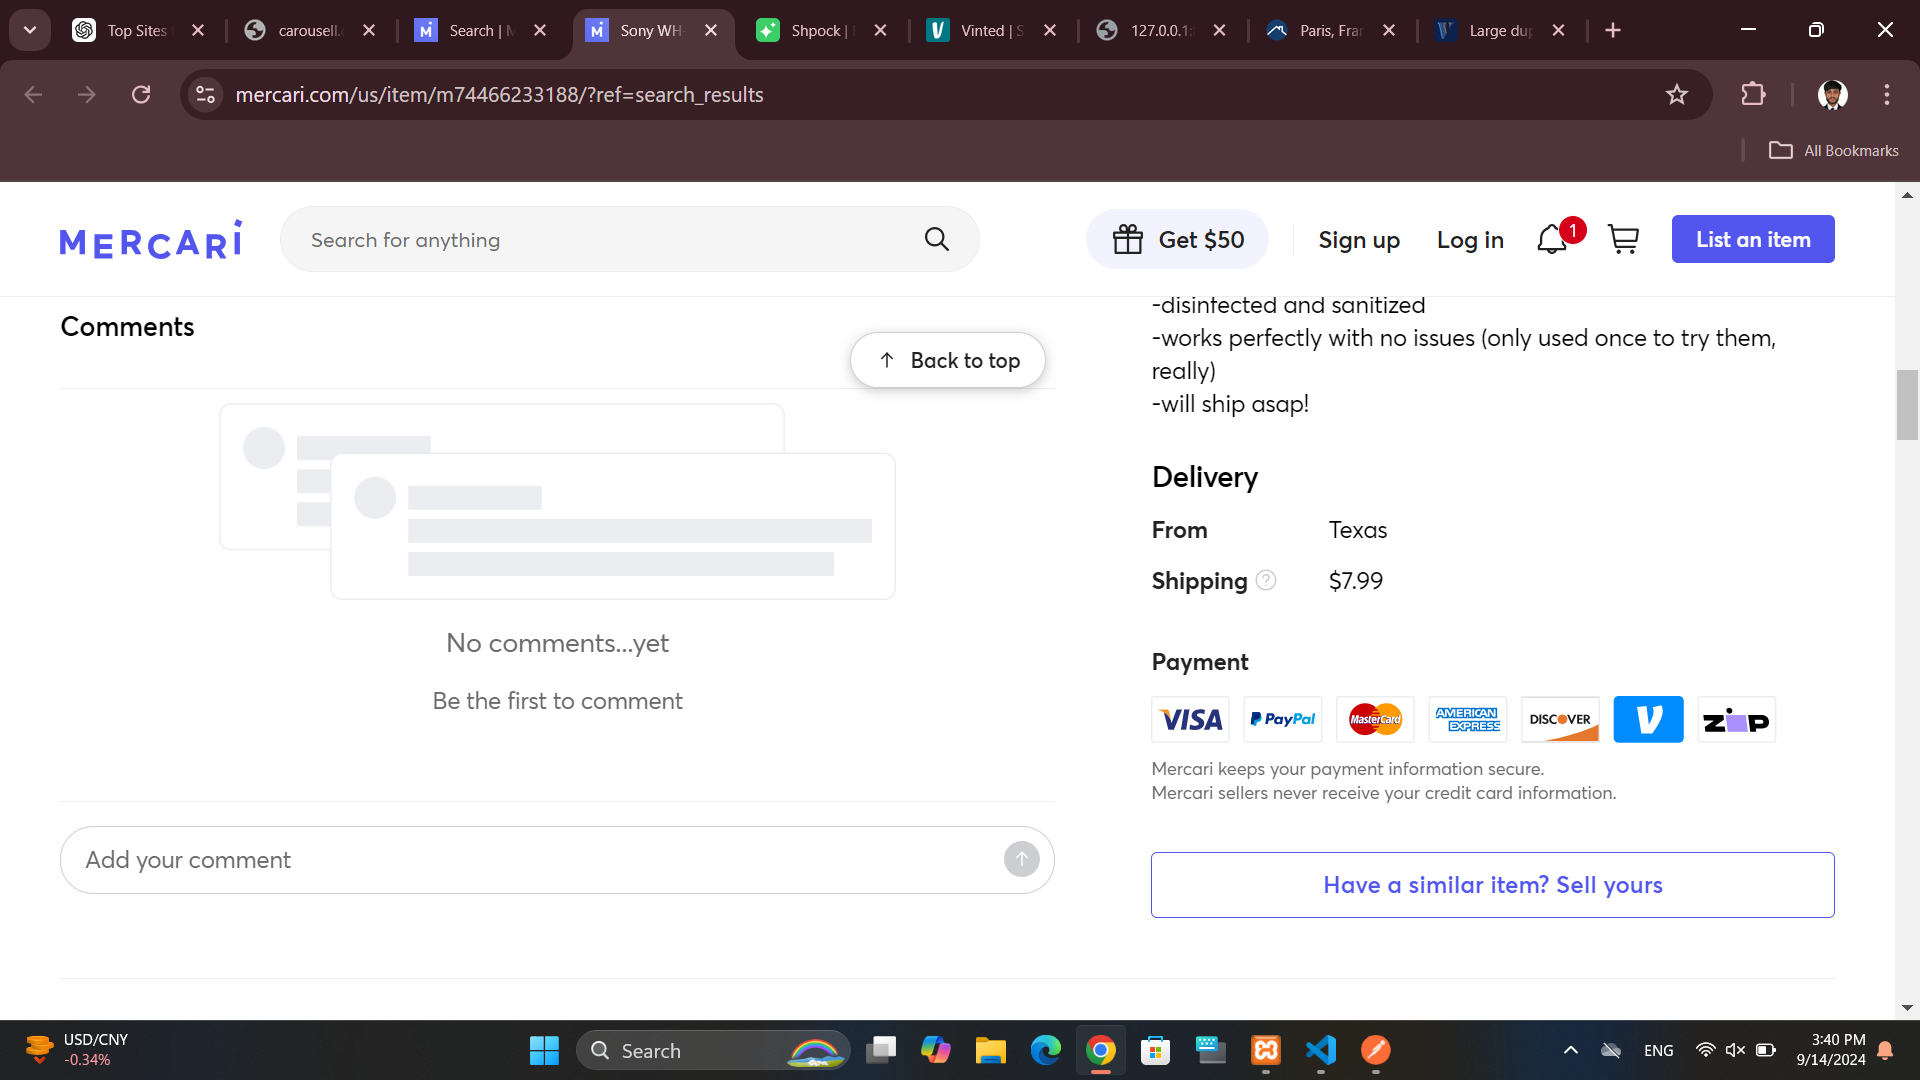 Top Sites
carousell.c
Search | M
Sony WH-
Shpock |
Vinted | S
127.0.0.1:
Paris, Fran
Large dup
mercari.com/us/item/m74466233188/?ref=search_results
All Bookmarks
MERCARI
Search for anything
Get $50
Sign up
Log in
1
List an item
Comments
Back to top
-disinfected and sanitized
-works perfectly with no issues (only used once to try them,
really)
-will ship asap!
Delivery
From Texas
Shipping ? $7.99
No comments...yet
Be the first to comment
Payment
VISA PayPal MasterCard AMERICAN EXPRESS DISCOVER V ZIP
Mercari keeps your payment information secure.
Mercari sellers never receive your credit card information.
Add your comment
Have a similar item? Sell yours
USD/CNY
-0.34%
Search
ENG
3:40 PM
9/14/2024